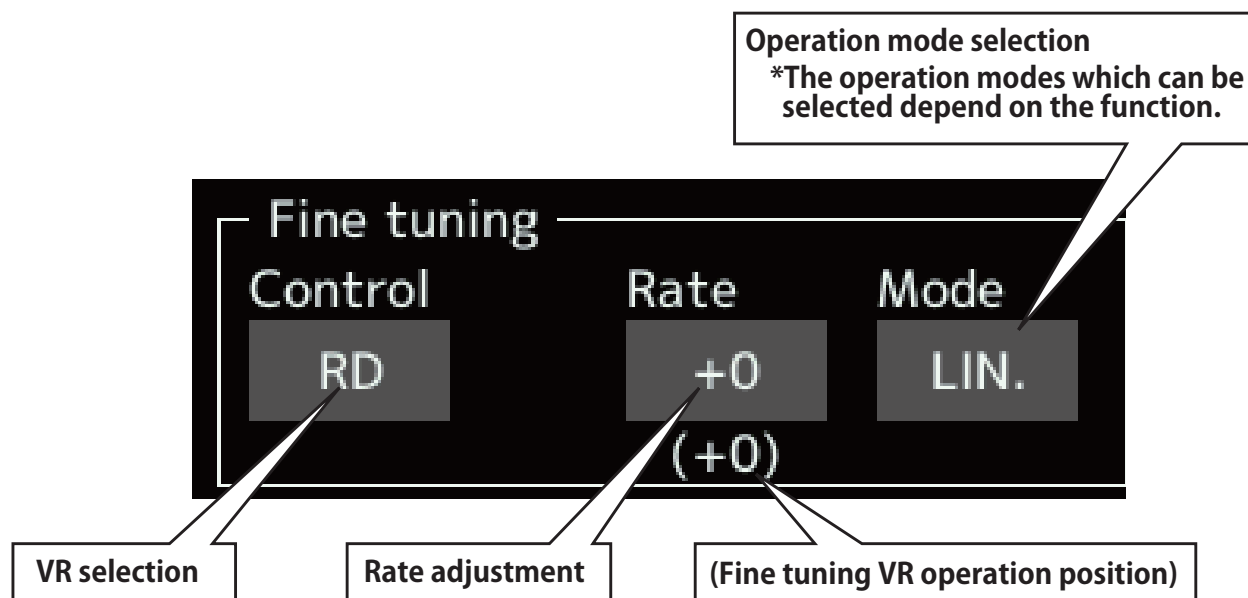 Operation mode selection
*The operation modes which can be
selected depend on the function.
Fine tuning
Control Rate Mode
RD +0 LIN.
(+0)
VR selection Rate adjustment (Fine tuning VR operation position)